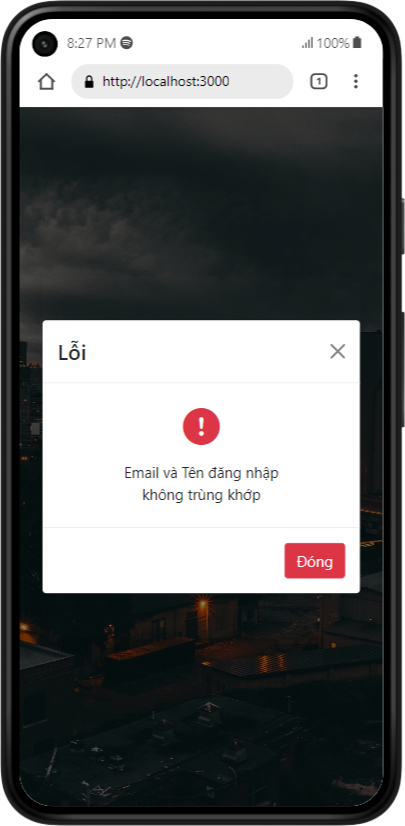 8:27 PM
100%
http://localhost:3000
1
Lỗi
Email và Tên đăng nhập
không trùng khớp
Đóng